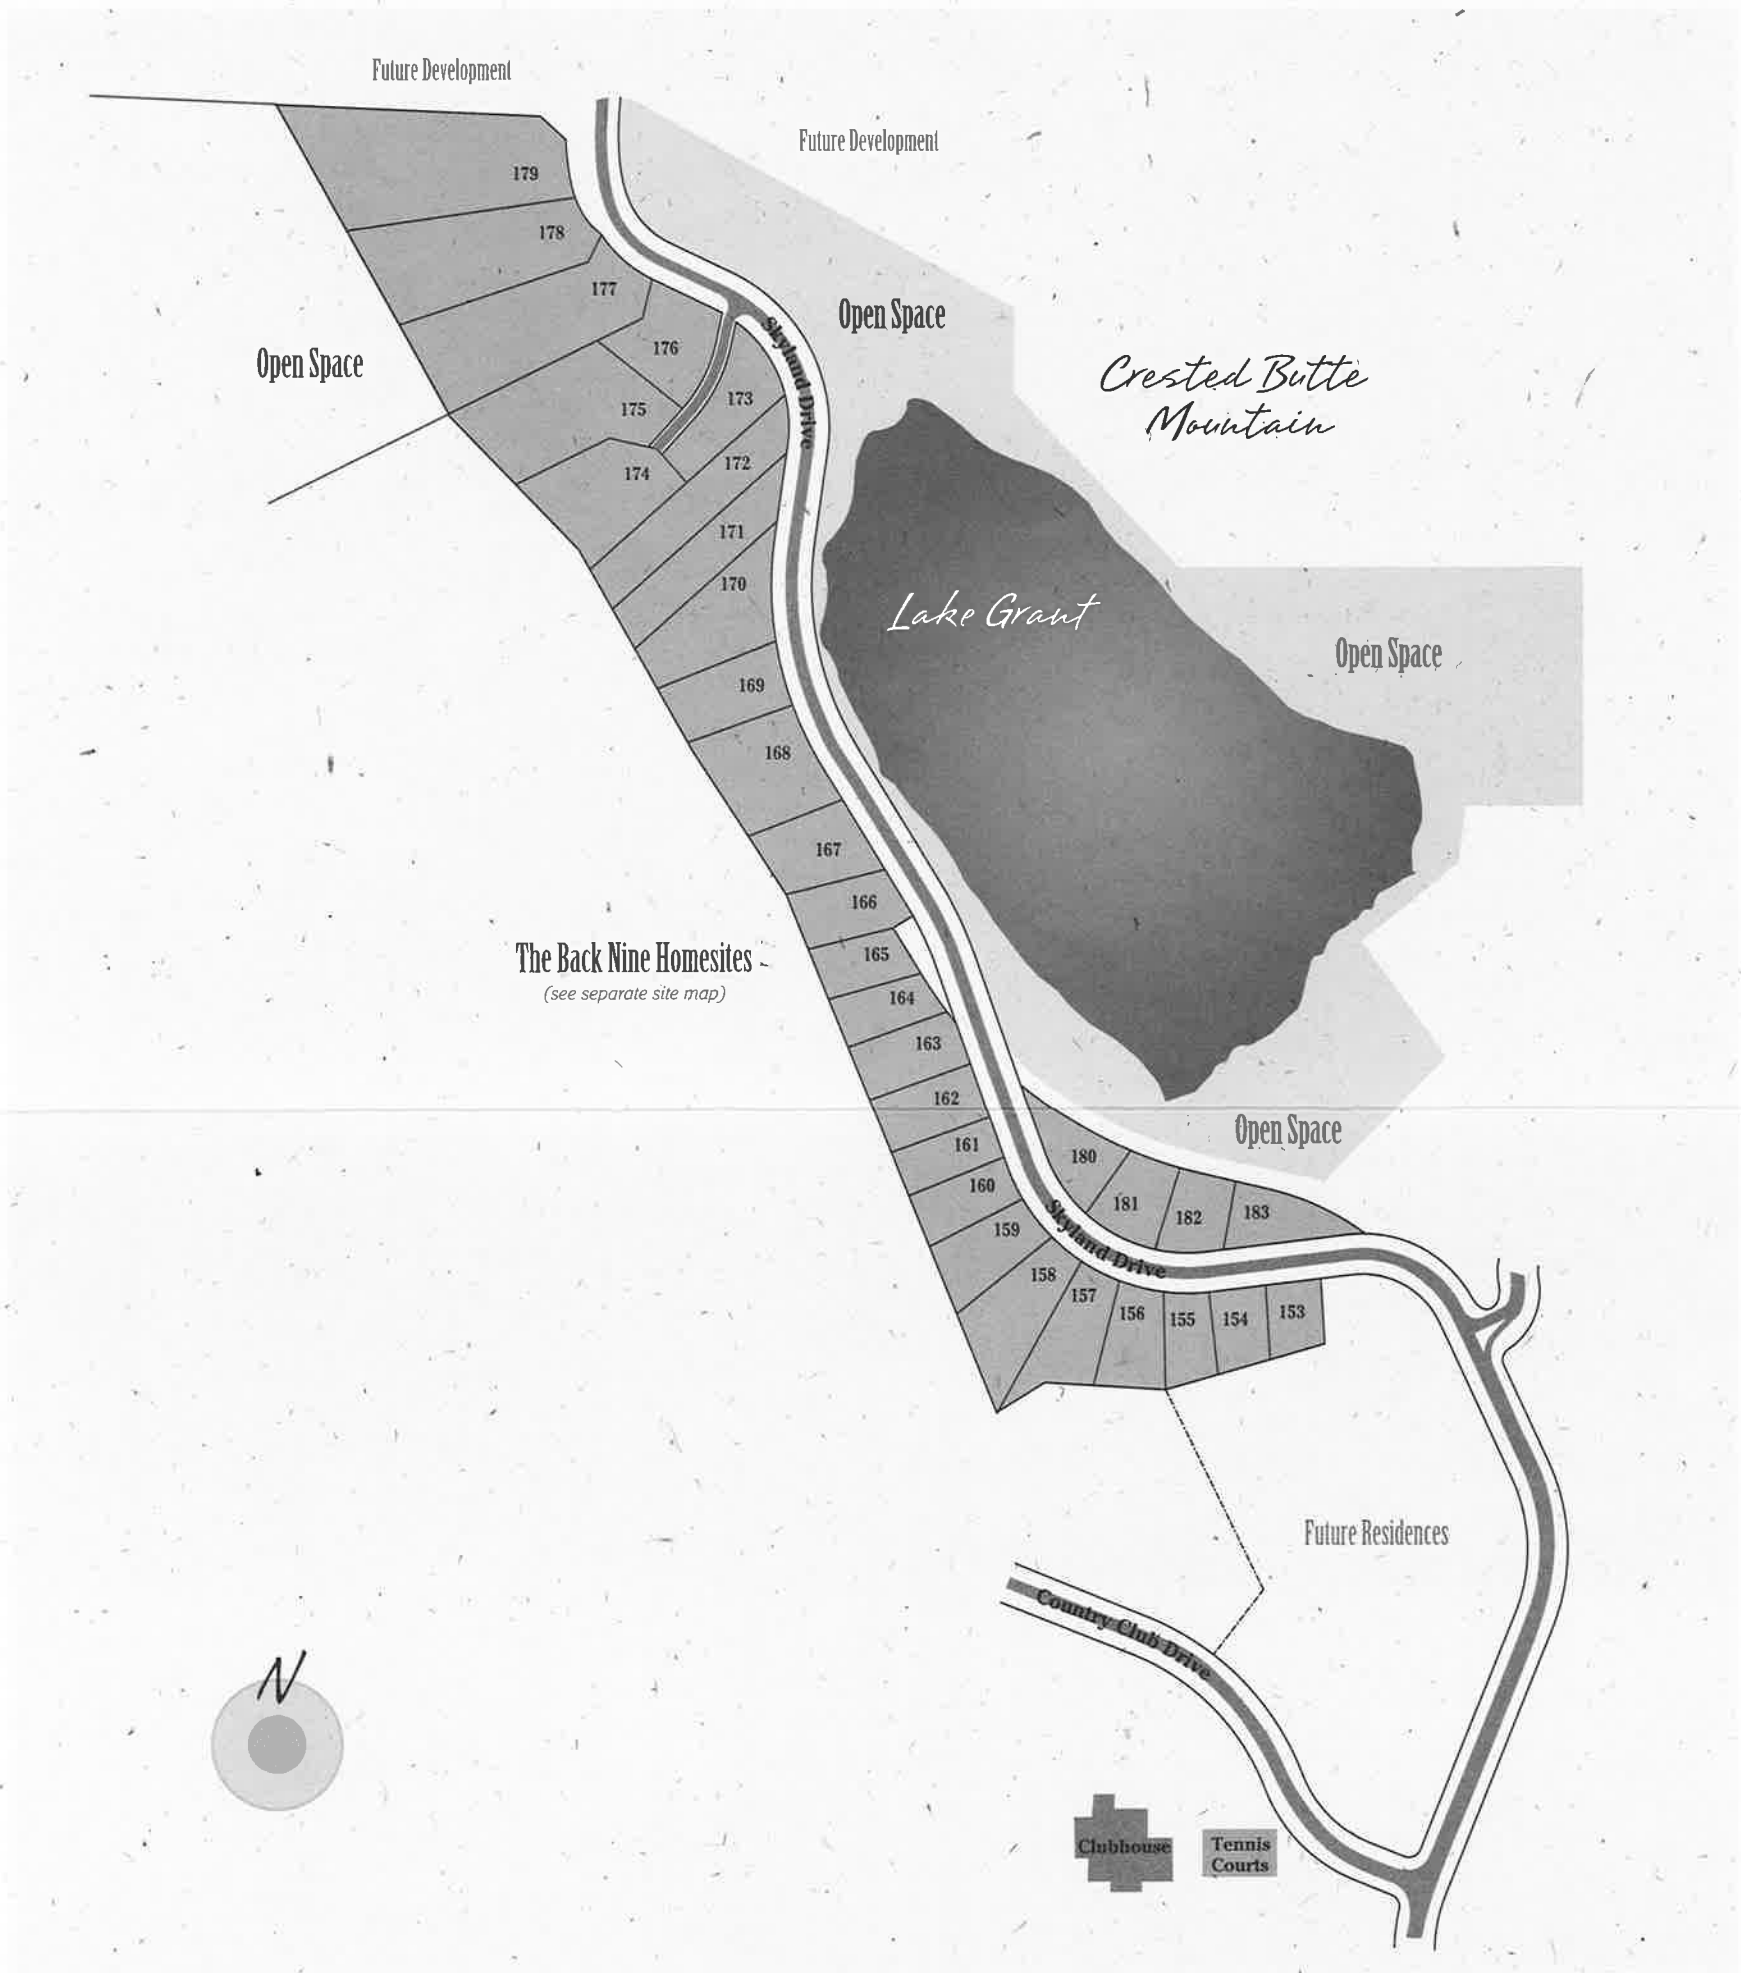 Future Development
Future Development
179
178
177
Open Space
Skyland Drive
176
Open Space
Crested Butte
Mountain
173
175
172
174
171
170
Lake Grant
Open Space
169
168
167
166
The Back Nine Homesites
(see separate site map)
165
164
163
162
Open Space
161
180
160
181
182
183
159
Skyland Drive
158
157
156
155
154
153
Future Residences
Country Club Drive
N
Clubhouse
Tennis
Courts